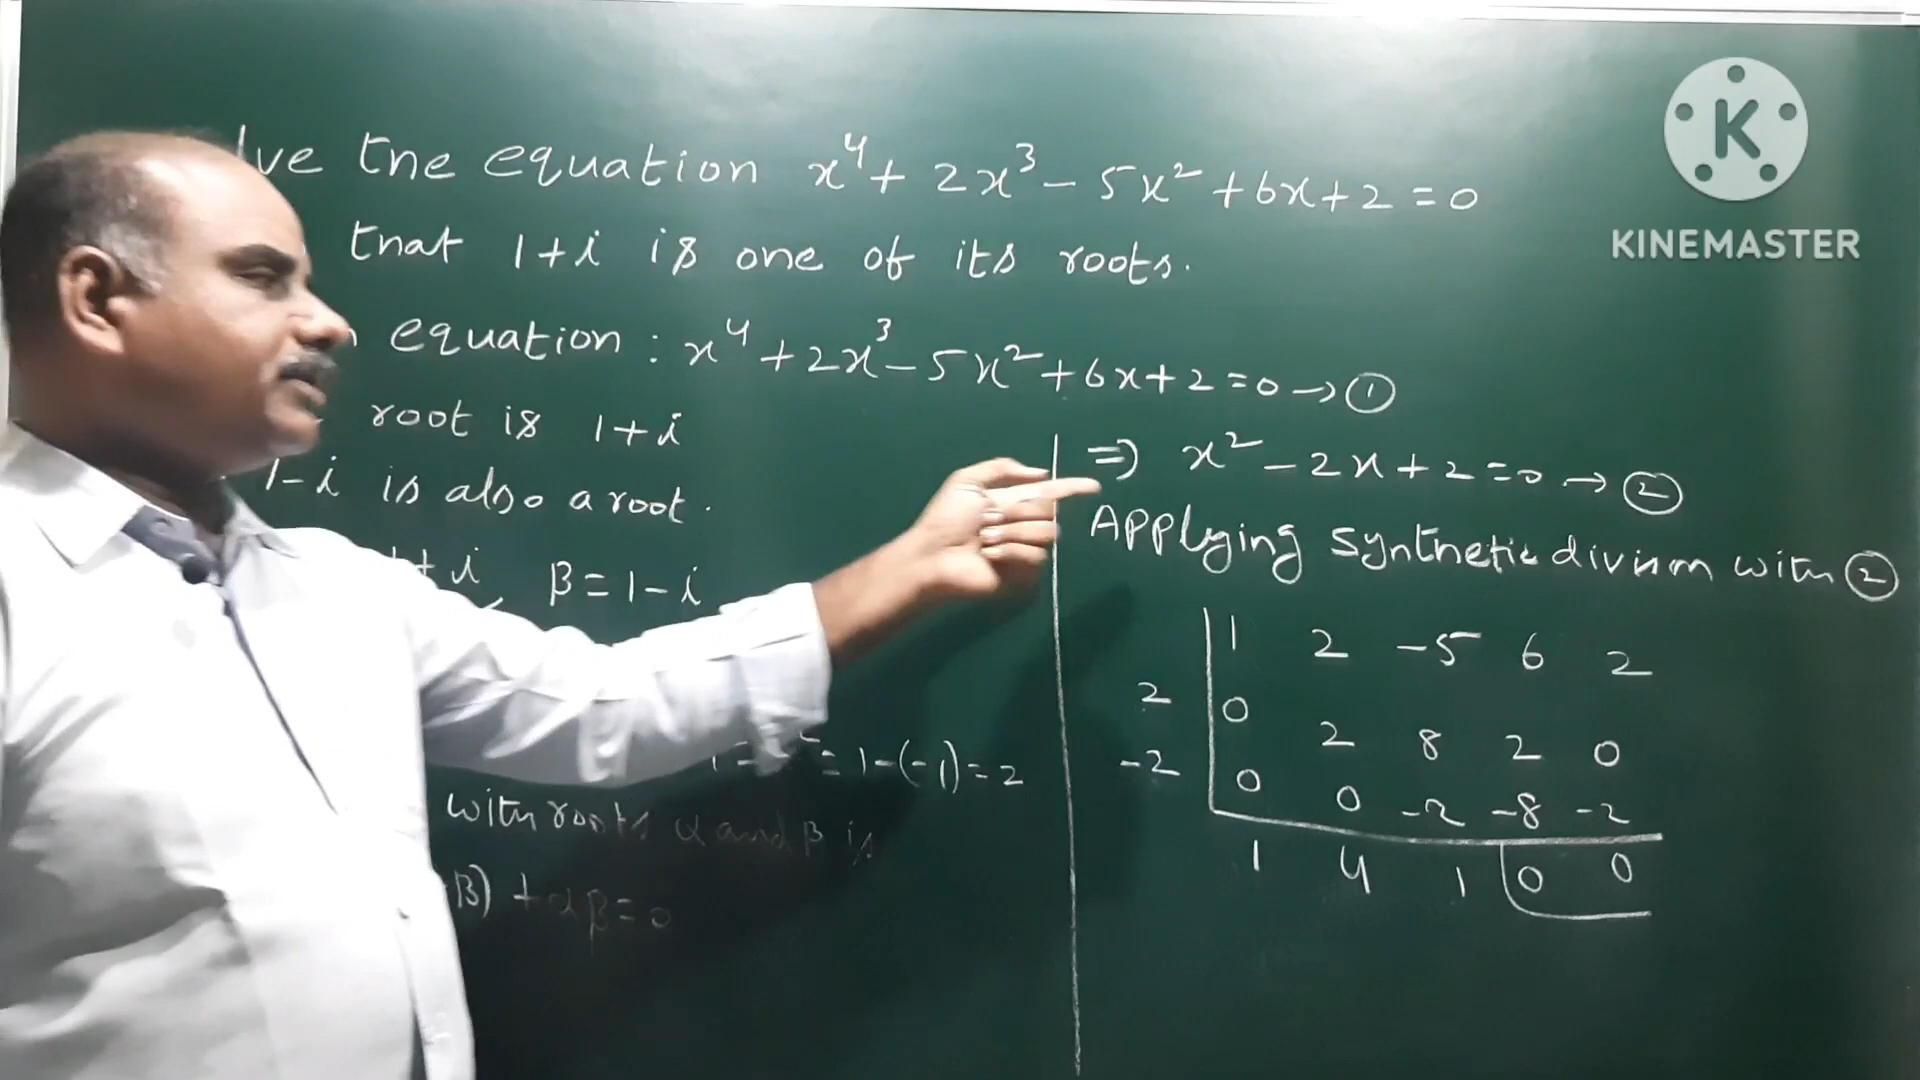 lve the equation x⁴ + 2x³ - 5x² + 6x + 2 = 0
that 1+i is one of its roots.
equation : x⁴ + 2x³ - 5x² + 6x + 2 = 0 → ①
root is 1+i
1-i is also a root.
+i β = 1-i
= 1-(-1) = 2
with roots α and β is
β) + αβ = 0
⇒ x² - 2x + 2 = 0 → ②
Applying synthetic division with ②
1 2 -5 6 2
2 0 2 8 2 0
-2 0 0 -2 -8 -2
1 4 1 0 0
K
KINEMASTER